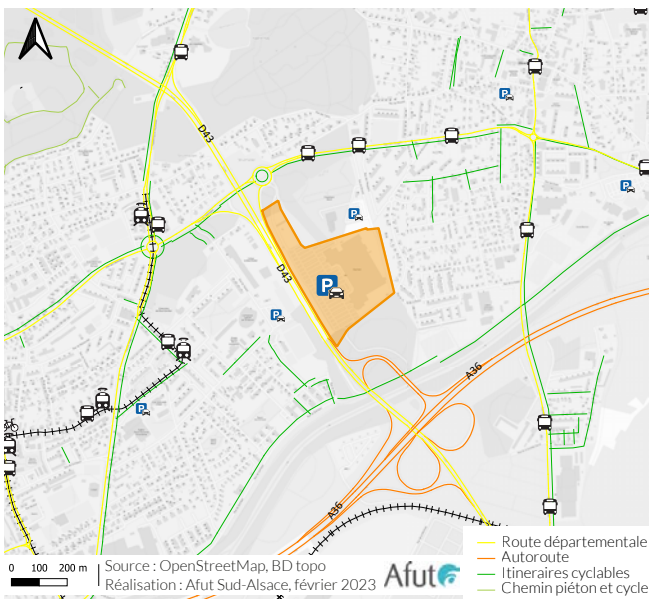 D43
D43
P
P
P
P
P
P
A36
A36
0 100 200 m
Source : OpenStreetMap, BD topo
Réalisation : Afut Sud-Alsace, février 2023
Afut
Route départementale
Autoroute
Itineraires cyclables
Chemin piéton et cycle